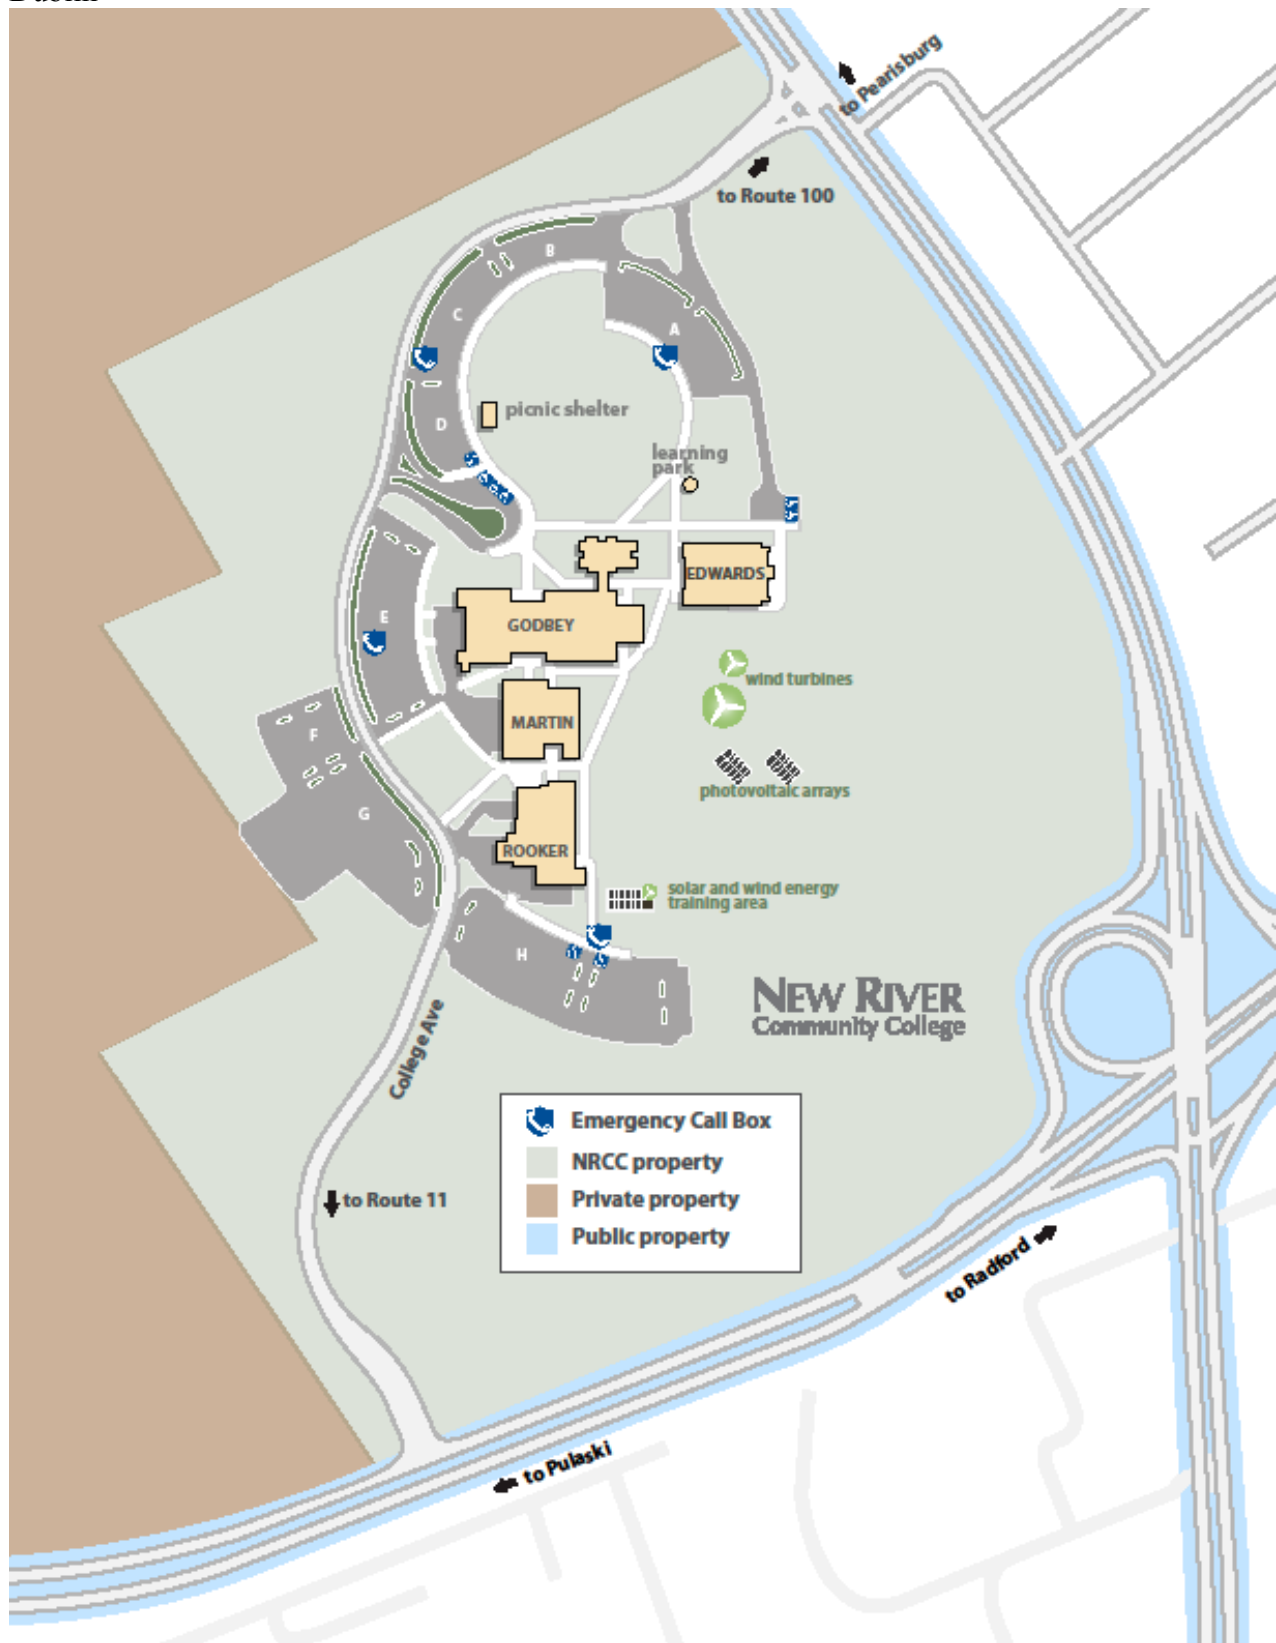 Dublin
to Pearisburg
to Route 100
B
C
A
D
picnic shelter
learning
park
E
EDWARDS
GODBEY
wind turbines
MARTIN
F
photovoltaic arrays
G
ROOKER
solar and wind energy
training area
H
NEW RIVER
Community College
College Ave
Emergency Call Box
NRCC property
Private property
Public property
to Route 11
to Radford
to Pulaski